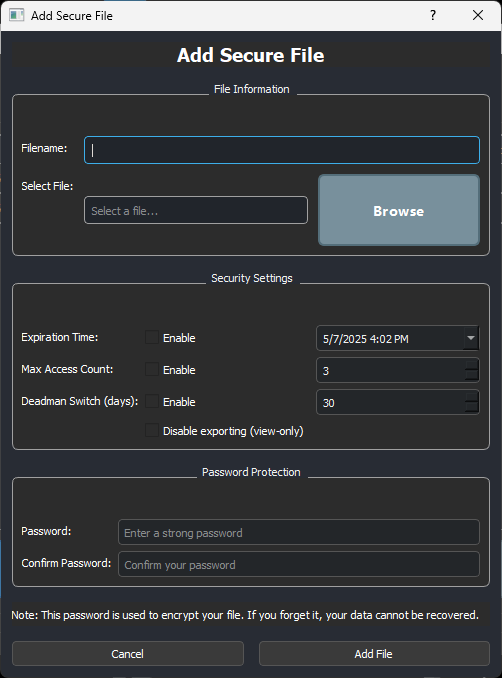 Add Secure File
?
Add Secure File
File Information
Filename:
Select File:
Select a file...
Browse
Security Settings
Expiration Time:
Enable
5/7/2025 4:02 PM
Max Access Count:
Enable
3
Deadman Switch (days):
Enable
30
Disable exporting (view-only)
Password Protection
Password:
Enter a strong password
Confirm Password:
Confirm your password
Note: This password is used to encrypt your file. If you forget it, your data cannot be recovered.
Cancel
Add File